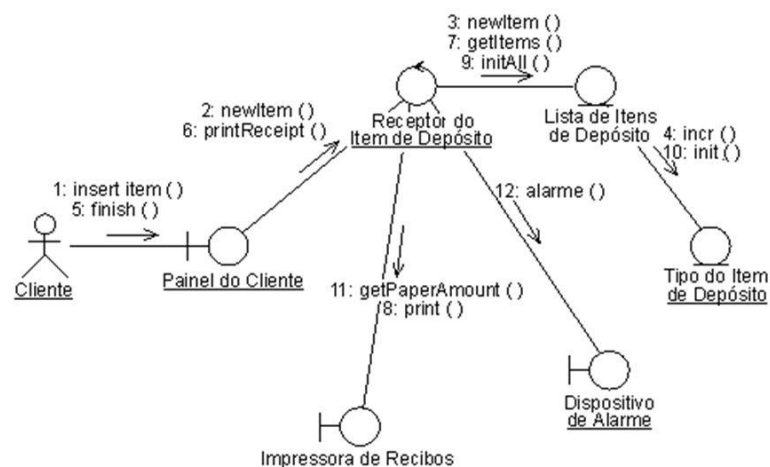 3: newItem ( )
7: getItems ( )
9: initAll ( )
2: newItem ( )
6: printReceipt( )
Receptor do
Item de Depósito
Lista de Itens
de Depósito
4: incr ( )
10: init ( )
1: insert item ( )
5: finish ( )
12: alarme ( )
Cliente
Painel do Cliente
Tipo do Item
de Depósito
11: getPaperAmount ( )
8: print ( )
Dispositivo
de Alarme
Impressora de Recibos